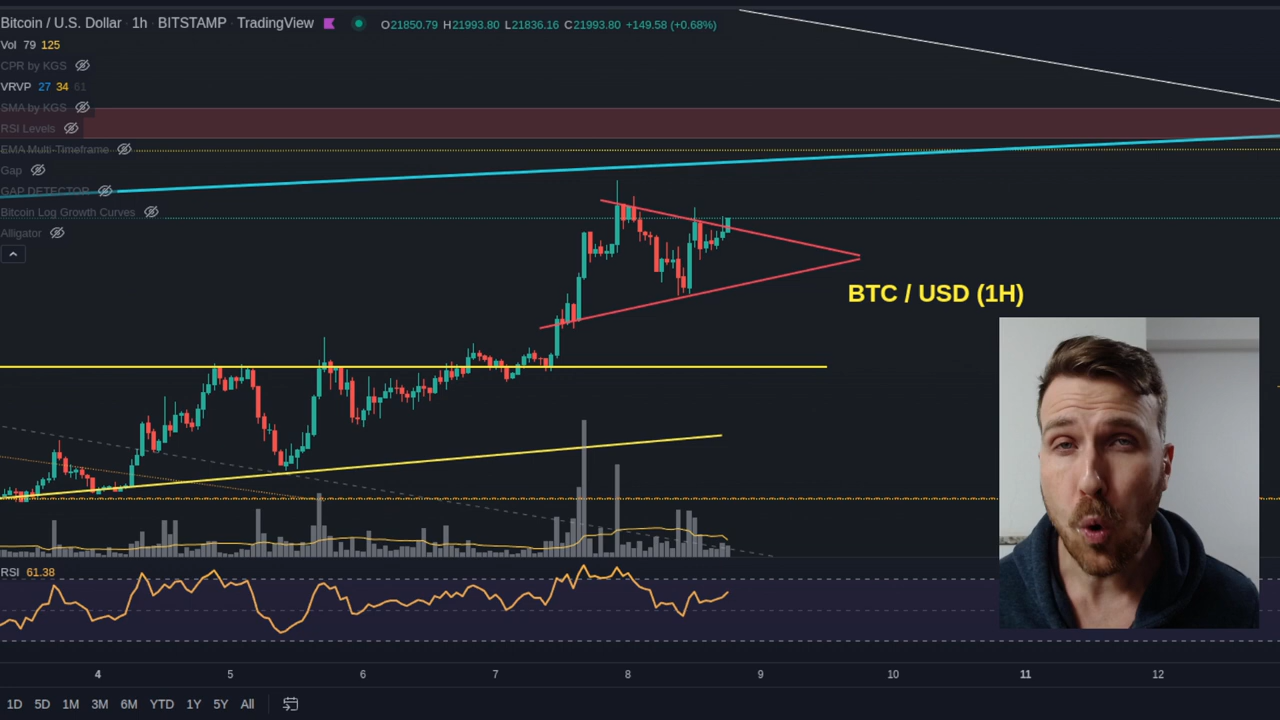 Bitcoin / U.S. Dollar 1h BITSTAMP TradingView O21850.79 H21993.80 L21836.16 C21993.80 +149.58 (+0.68%)
Vol 79 125
CPR by KGS
VRVP 27 34 61
SMA by KGS
RSI Levels
EMA Multi-Timeframe
Gap
GAP DETECTOR
Bitcoin Log Growth Curves
Alligator
BTC / USD (1H)
RSI 61.38
4 5 6 7 8 9 10 11 12
1D 5D 1M 3M 6M YTD 1Y 5Y All